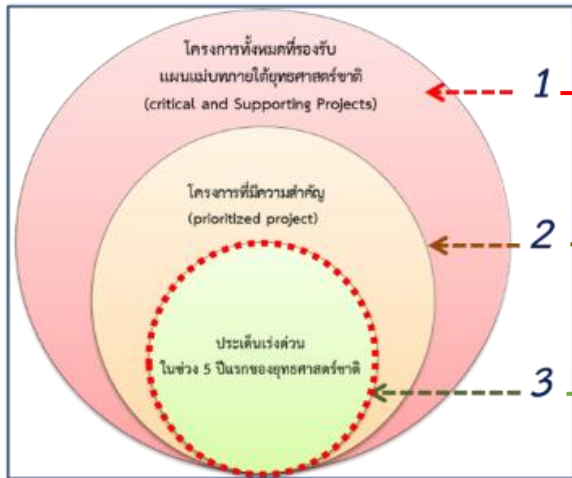 โครงการทั้งหมดที่รองรับ
แผนแม่บทภายใต้ยุทธศาสตร์ชาติ
(critical and Supporting Projects)
1
โครงการที่มีความสำคัญ
(prioritized project)
2
ประเด็นเร่งด่วน
ในช่วง 5 ปีแรกของยุทธศาสตร์ชาติ
3